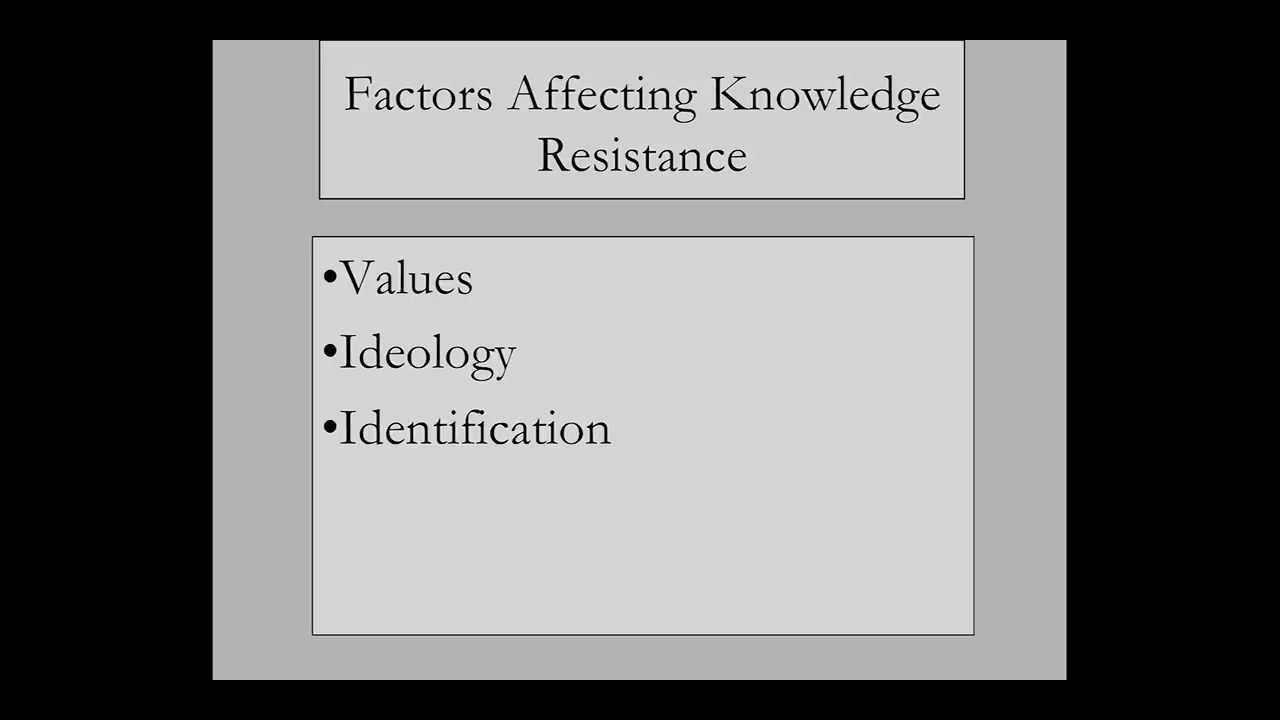 Factors Affecting Knowledge
Resistance
•Values
•Ideology
•Identification